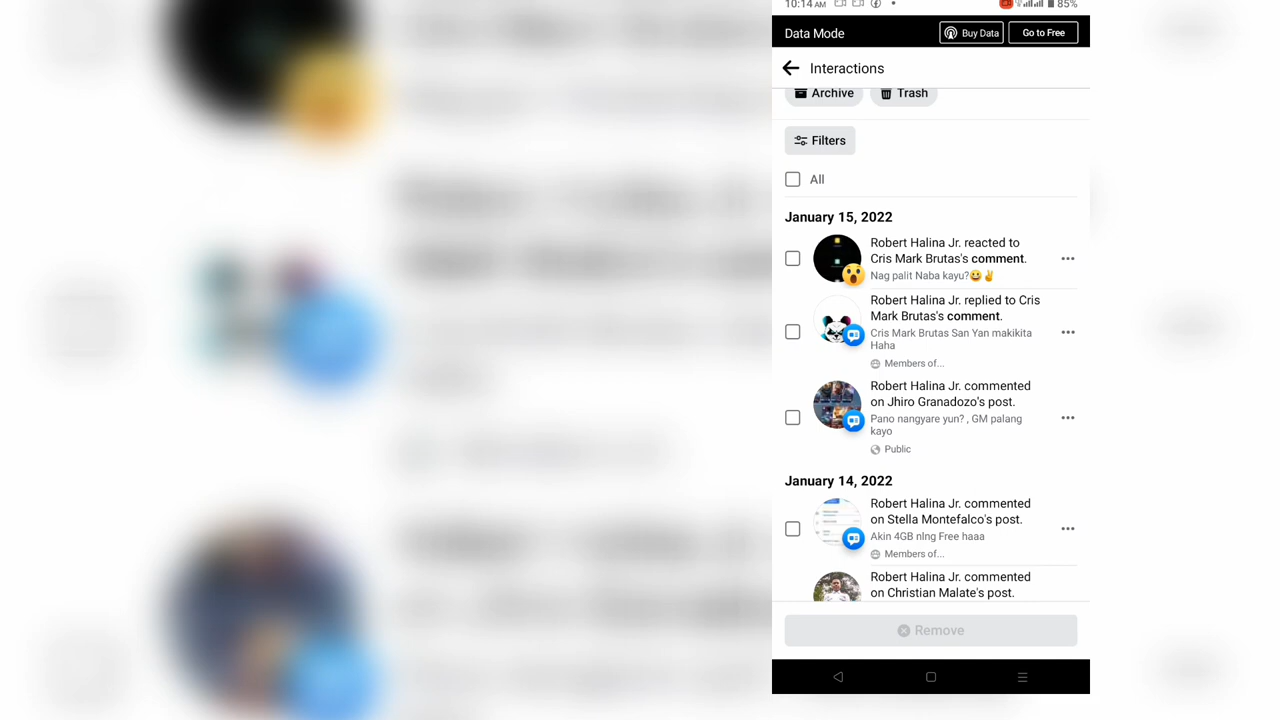 10:14 AM
85%
Data Mode
Buy Data
Go to Free
Interactions
Archive
Trash
Filters
All
January 15, 2022
Robert Halina Jr. reacted to
Cris Mark Brutas's comment.
Nag palit Naba kayu?😀✌
Robert Halina Jr. replied to Cris
Mark Brutas's comment.
Cris Mark Brutas San Yan makikita
Haha
Members of...
Robert Halina Jr. commented
on Jhiro Granadozo's post.
Pano nangyare yun? , GM palang
kayo
Public
January 14, 2022
Robert Halina Jr. commented
on Stella Montefalco's post.
Akin 4GB nlng Free haaa
Members of...
Robert Halina Jr. commented
on Christian Malate's post.
Remove